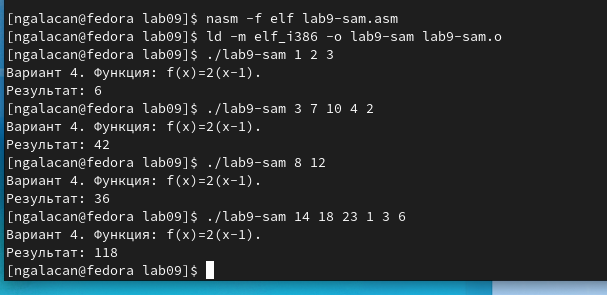 [ngalacan@fedora lab09]$ nasm -f elf lab9-sam.asm
[ngalacan@fedora lab09]$ ld -m elf_i386 -o lab9-sam lab9-sam.o
[ngalacan@fedora lab09]$ ./lab9-sam 1 2 3
Вариант 4. Функция: f(x)=2(x-1).
Результат: 6
[ngalacan@fedora lab09]$ ./lab9-sam 3 7 10 4 2
Вариант 4. Функция: f(x)=2(x-1).
Результат: 42
[ngalacan@fedora lab09]$ ./lab9-sam 8 12
Вариант 4. Функция: f(x)=2(x-1).
Результат: 36
[ngalacan@fedora lab09]$ ./lab9-sam 14 18 23 1 3 6
Вариант 4. Функция: f(x)=2(x-1).
Результат: 118
[ngalacan@fedora lab09]$